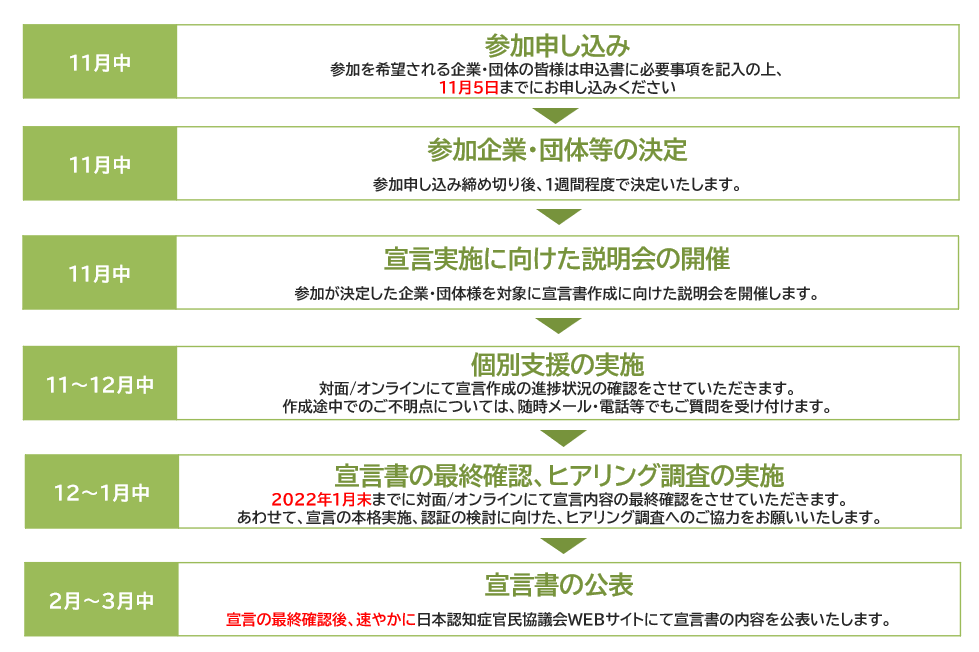 11月中
参加申し込み
参加を希望される企業・団体の皆様は申込書に必要事項を記入の上、
11月5日までにお申し込みください
11月中
参加企業・団体等の決定
参加申し込み締め切り後、1週間程度で決定いたします。
11月中
宣言実施に向けた説明会の開催
参加が決定した企業・団体様を対象に宣言書作成に向けた説明会を開催します。
11～12月中
個別支援の実施
対面/オンラインにて宣言作成の進捗状況の確認をさせていただきます。
作成途中でのご不明点については、随時メール・電話等でもご質問を受け付けます。
12～1月中
宣言書の最終確認、ヒアリング調査の実施
2022年1月末までに対面/オンラインにて宣言内容の最終確認をさせていただきます。
あわせて、宣言の本格実施、認証の検討に向けた、ヒアリング調査へのご協力をお願いいたします。
2月～3月中
宣言書の公表
宣言の最終確認後、速やかに日本認知症官民協議会WEBサイトにて宣言書の内容を公表いたします。